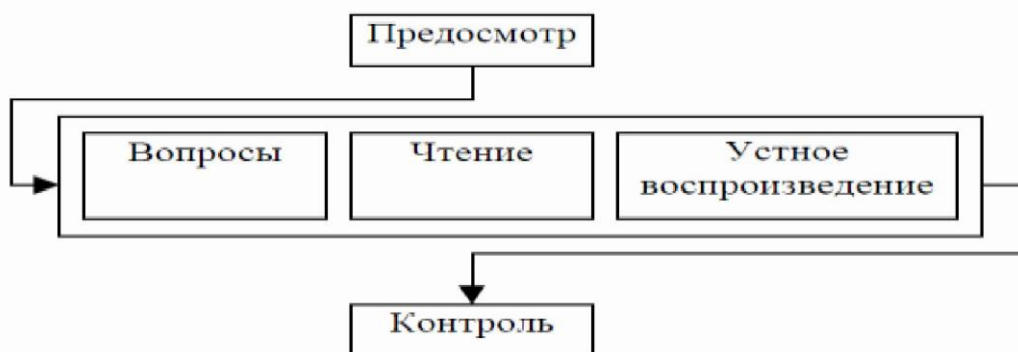 Предосмотр
Вопросы
Чтение
Устное
воспроизведение
Контроль